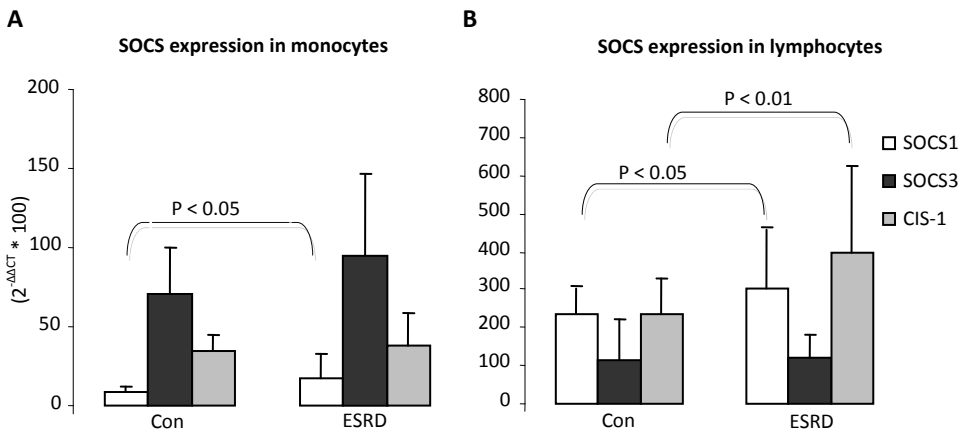 A
SOCS expression in monocytes
(2^-ΔΔCT * 100)
200
150
100
50
0
P < 0.05
Con
ESRD
B
SOCS expression in lymphocytes
800
700
600
500
400
300
200
100
0
P < 0.01
P < 0.05
Con
ESRD
SOCS1
SOCS3
CIS-1